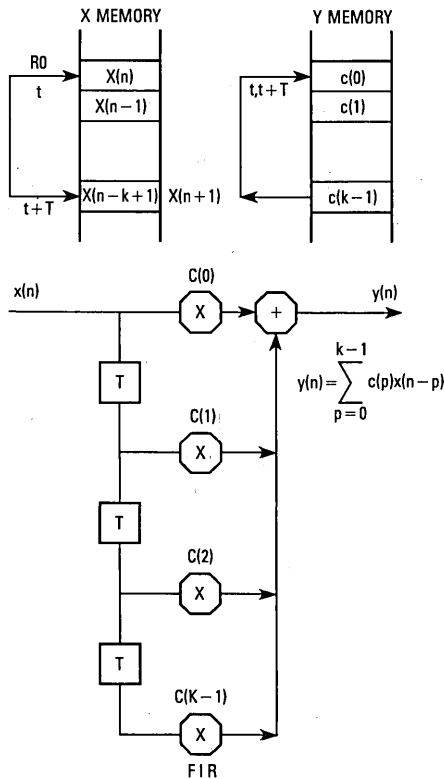 X MEMORY
Y MEMORY
R0
t
X(n)
X(n−1)
t+T
X(n−k+1)
X(n+1)
t,t+T
c(0)
c(1)
c(k−1)
x(n)
C(0)
X
+
y(n)
y(n)=∑ c(p)x(n−p)
k−1
p=0
T
C(1)
X
T
C(2)
X
T
C(K−1)
X
FIR